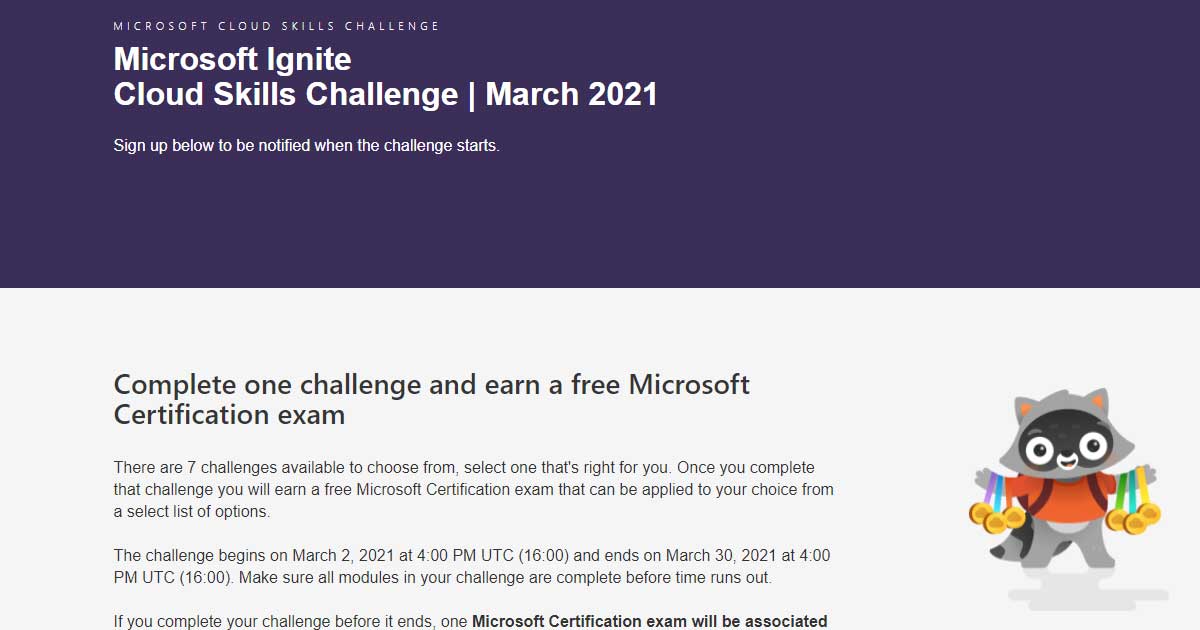 MICROSOFT CLOUD SKILLS CHALLENGE
Microsoft Ignite
Cloud Skills Challenge | March 2021
Sign up below to be notified when the challenge starts.
Complete one challenge and earn a free Microsoft
Certification exam
There are 7 challenges available to choose from, select one that's right for you. Once you complete
that challenge you will earn a free Microsoft Certification exam that can be applied to your choice from
a select list of options.
The challenge begins on March 2, 2021 at 4:00 PM UTC (16:00) and ends on March 30, 2021 at 4:00
PM UTC (16:00). Make sure all modules in your challenge are complete before time runs out.
If you complete your challenge before it ends, one Microsoft Certification exam will be associated